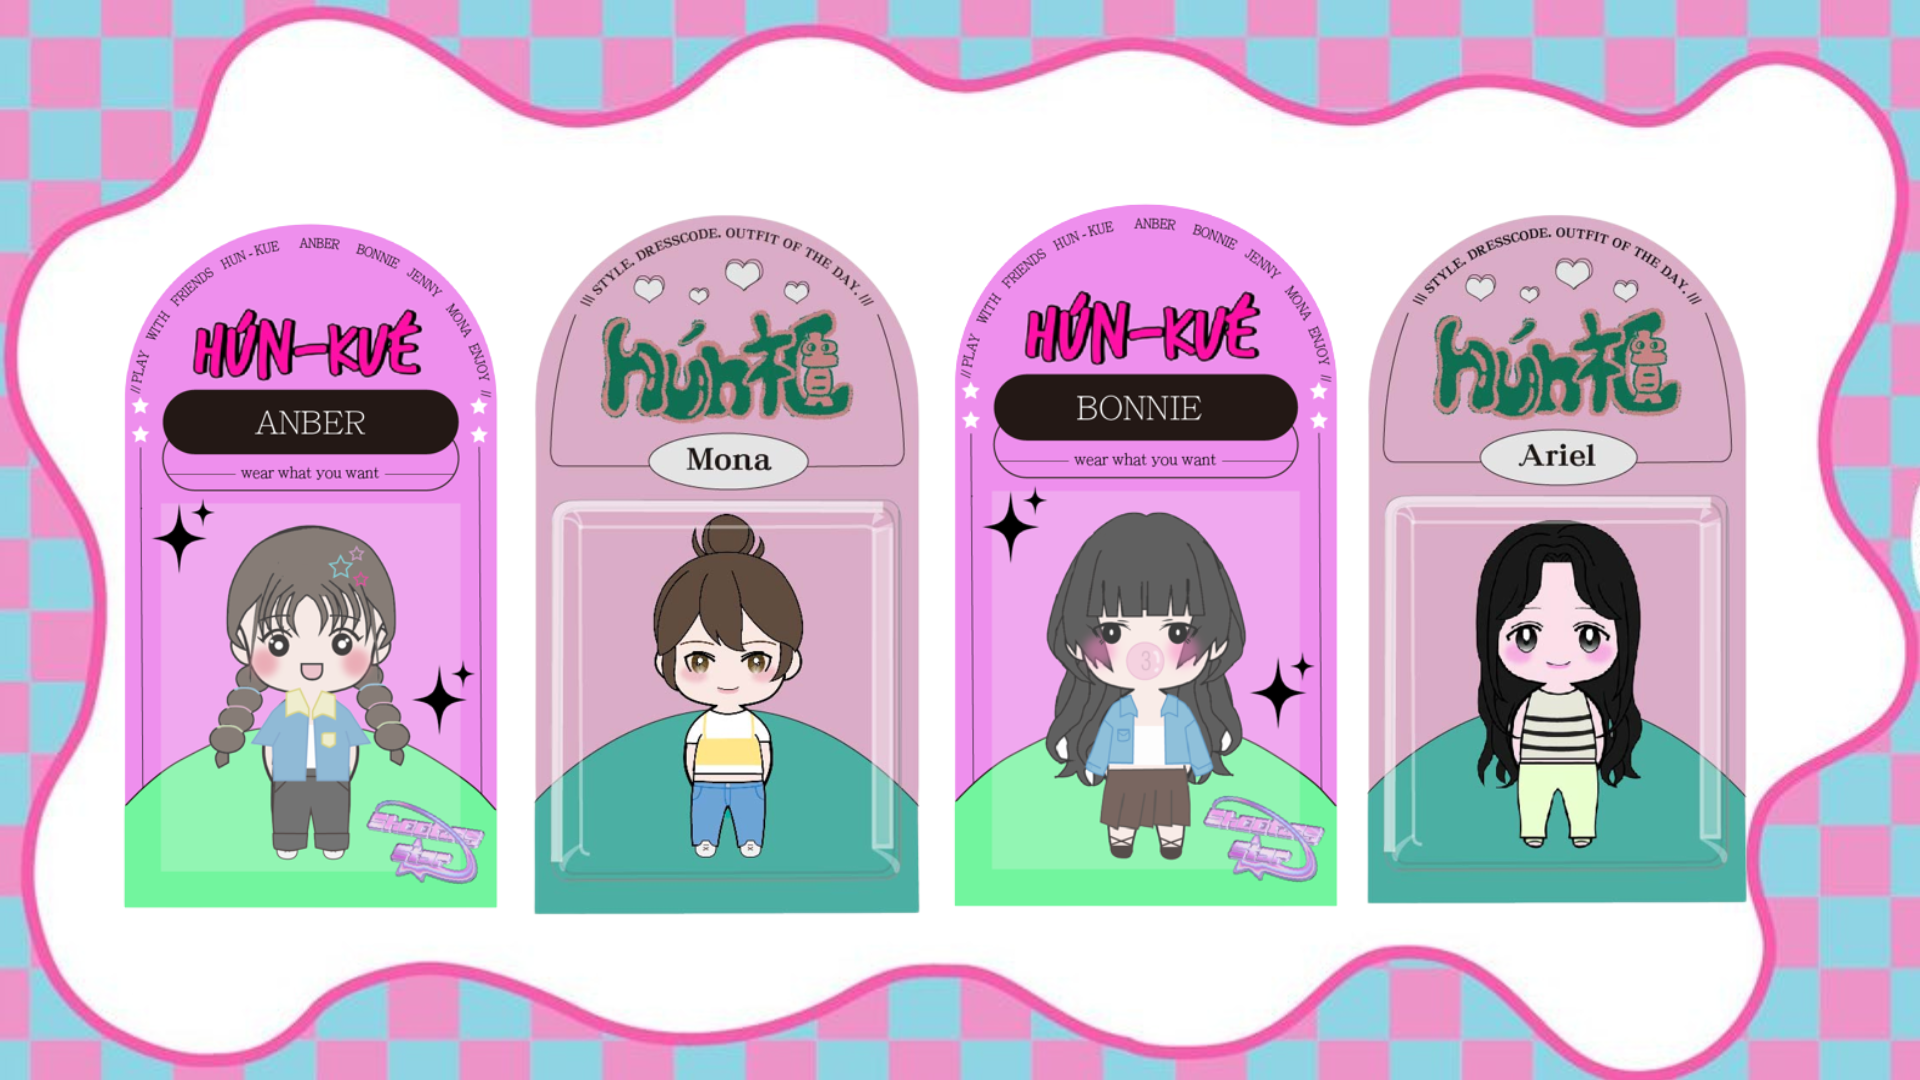 // PLAY WITH FRIENDS HUN-KUE ANBER BONNIE JENNY MONA ENJOY //
HÚN-KUÉ
ANBER
wear what you want
/// STYLE. DRESSCODE. OUTFIT OF THE DAY. ///
Mona
// PLAY WITH FRIENDS HUN-KUE ANBER BONNIE JENNY MONA ENJOY //
HÚN-KUÉ
BONNIE
wear what you want
3
/// STYLE. DRESSCODE. OUTFIT OF THE DAY. ///
Ariel